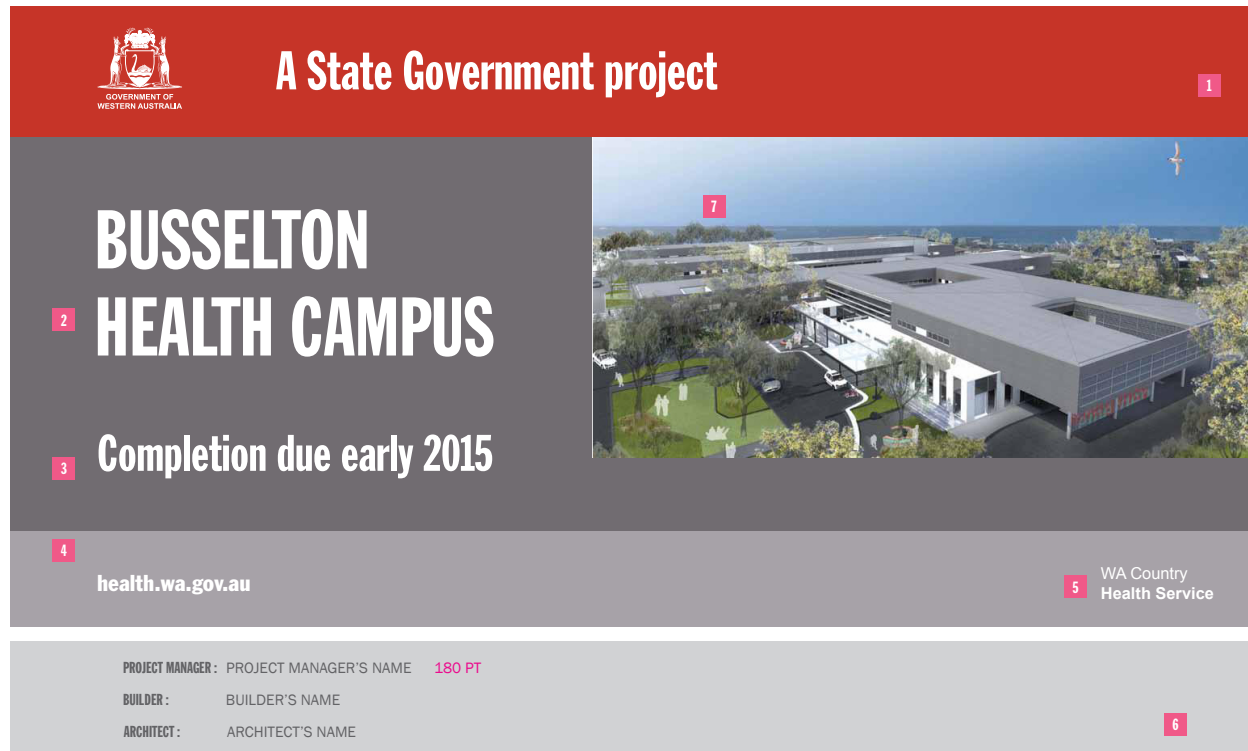 GOVERNMENT OF
WESTERN AUSTRALIA
A State Government project
1
BUSSELTON
2 HEALTH CAMPUS
3 Completion due early 2015
7
4
health.wa.gov.au
5
WA Country
Health Service
PROJECT MANAGER : PROJECT MANAGER'S NAME 180 PT
BUILDER : BUILDER'S NAME
ARCHITECT : ARCHITECT'S NAME
6